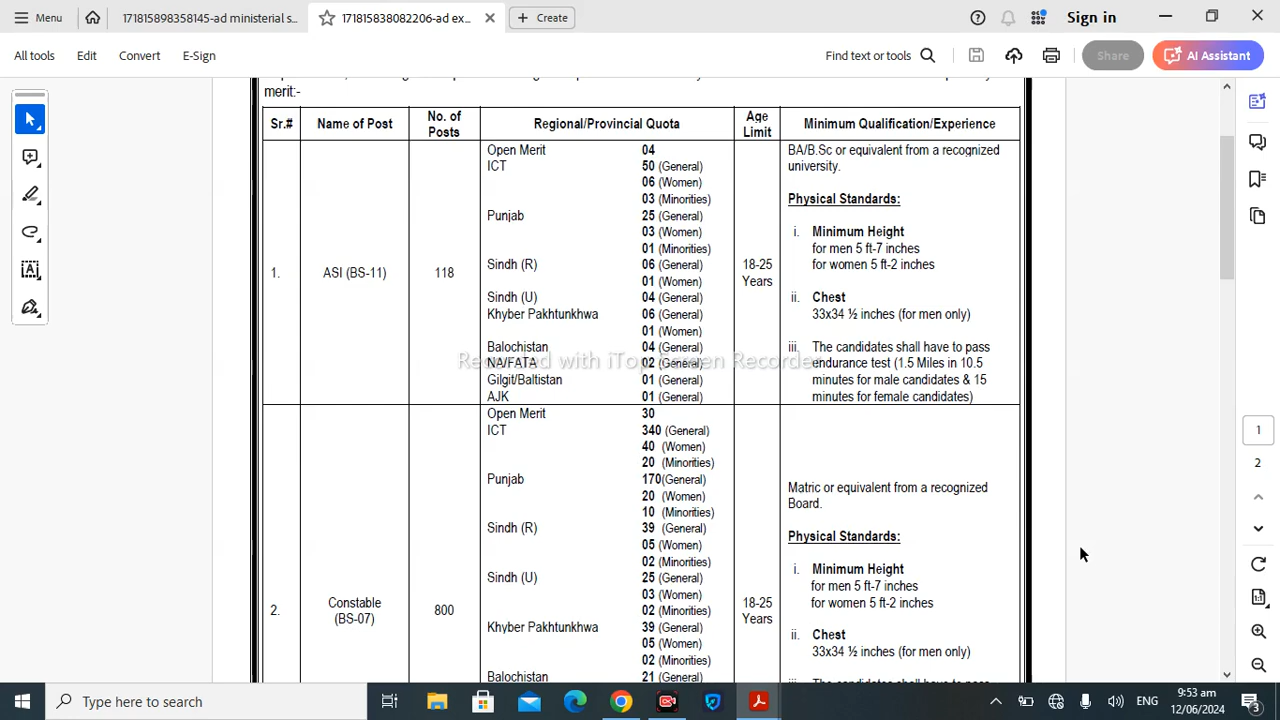 Menu
171815898358145-ad ministerial s...
171815838082206-ad ex...
Create
Sign in
All tools Edit Convert E-Sign
Find text or tools
Share
AI Assistant
merit:-
Sr.# Name of Post No. of Posts Regional/Provincial Quota Age Limit Minimum Qualification/Experience
1. ASI (BS-11) 118
Open Merit 04
ICT 50 (General)
06 (Women)
03 (Minorities)
Punjab 25 (General)
03 (Women)
01 (Minorities)
Sindh (R) 06 (General)
01 (Women)
Sindh (U) 04 (General)
Khyber Pakhtunkhwa 06 (General)
01 (Women)
Balochistan 04 (General)
NA/FATA 02 (General)
Gilgit/Baltistan 01 (General)
AJK 01 (General)
18-25
Years
BA/B.Sc or equivalent from a recognized
university.
Physical Standards:
i. Minimum Height
for men 5 ft-7 inches
for women 5 ft-2 inches
ii. Chest
33x34 ½ inches (for men only)
iii. The candidates shall have to pass
endurance test (1.5 Miles in 10.5
minutes for male candidates & 15
minutes for female candidates)
Recorded with iTop Screen Recorder
2. Constable
(BS-07)
800
Open Merit 30
ICT 340 (General)
40 (Women)
20 (Minorities)
Punjab 170(General)
20 (Women)
10 (Minorities)
Sindh (R) 39 (General)
05 (Women)
02 (Minorities)
Sindh (U) 25 (General)
03 (Women)
02 (Minorities)
Khyber Pakhtunkhwa 39 (General)
05 (Women)
02 (Minorities)
Balochistan 21 (General)
18-25
Years
Matric or equivalent from a recognized
Board.
Physical Standards:
i. Minimum Height
for men 5 ft-7 inches
for women 5 ft-2 inches
ii. Chest
33x34 ½ inches (for men only)
1
2
Type here to search
ENG
9:53 am
12/06/2024
3